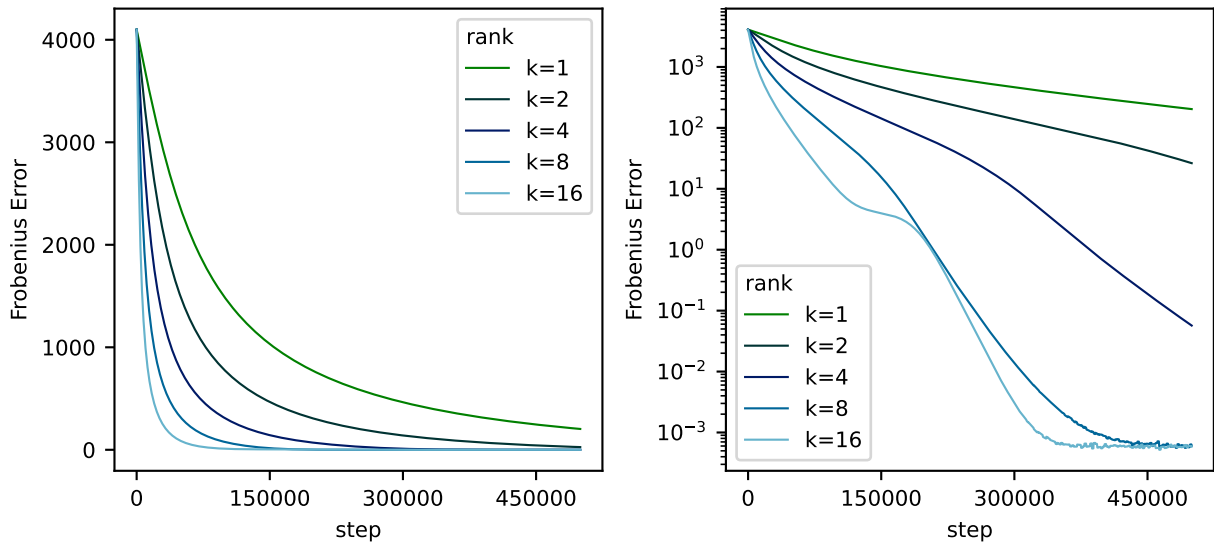 Frobenius Error
4000
3000
2000
1000
0
0
150000
300000
450000
step
rank
k=1
k=2
k=4
k=8
k=16
Frobenius Error
10³
10²
10¹
10⁰
10⁻¹
10⁻²
10⁻³
0
150000
300000
450000
step
rank
k=1
k=2
k=4
k=8
k=16